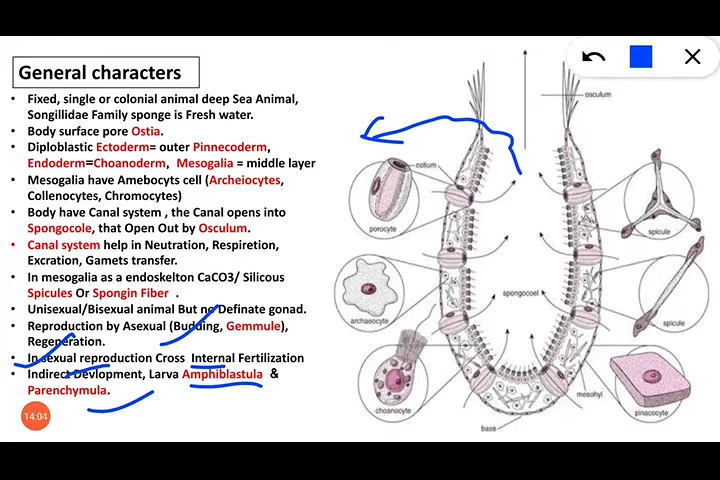 General characters
• Fixed, single or colonial animal deep Sea Animal,
Songillidae Family sponge is Fresh water.
• Body surface pore Ostia.
• Diploblastic Ectoderm= outer Pinnecoderm,
Endoderm=Choanoderm, Mesogalia = middle layer
• Mesogalia have Amebocyts cell (Archeiocytes,
Collenocytes, Chromocytes)
• Body have Canal system , the Canal opens into
Spongocole, that Open Out by Osculum.
• Canal system help in Neutration, Respiretion,
Excration, Gamets transfer.
• In mesogalia as a endoskelton CaCO3/ Silicous
Spicules Or Spongin Fiber .
• Unisexual/Bisexual animal But no Definate gonad.
• Reproduction by Asexual (Budding, Gemmule),
Regeneration.
• In sexual reproduction Cross Internal Fertilization
• Indirect Devlopment, Larva Amphiblastula &
Parenchymula.
14:04
osculum
ostium
porocyte
spicule
spongocoel
archaeocyte
spicule
choanocyte
mesohyl
pinacocyte
base